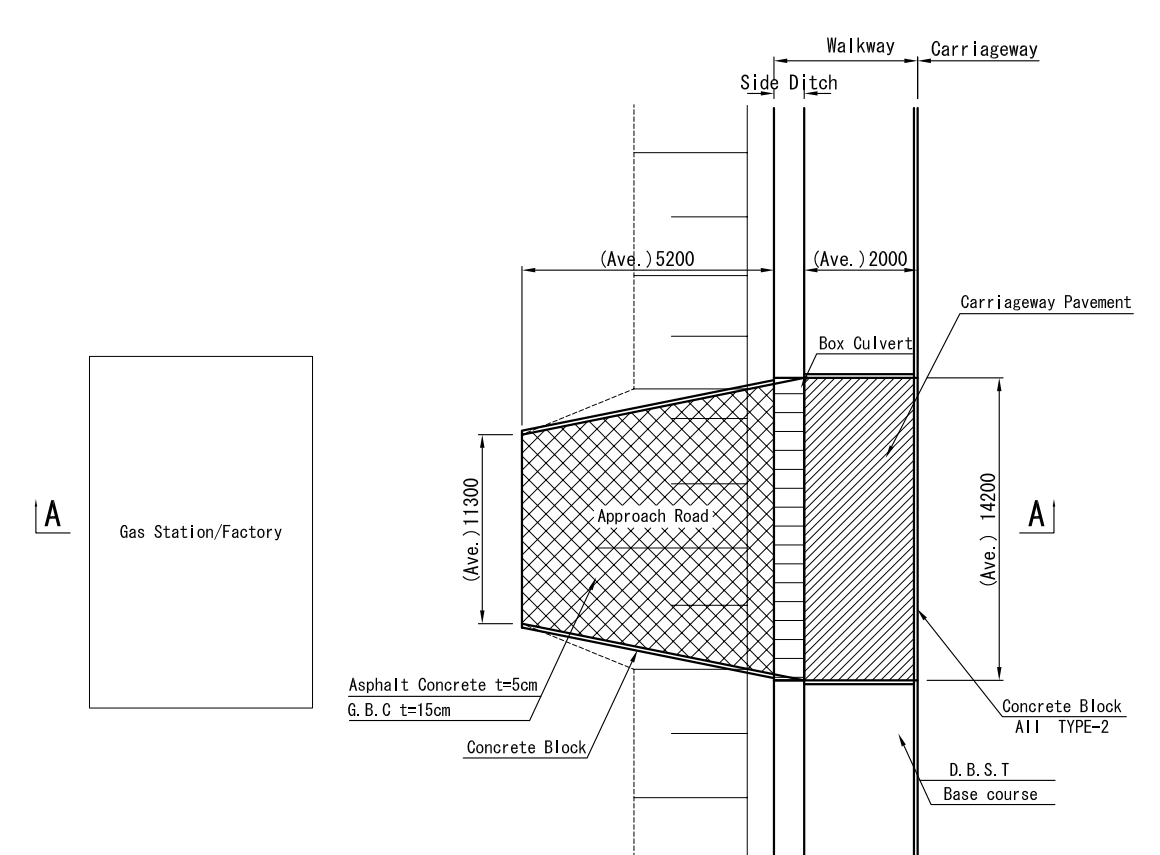 Walkway
Carriageway
Side Ditch
(Ave.)5200
(Ave.)2000
Carriageway Pavement
Box Culvert
(Ave.)11300
Approach Road
(Ave.) 14200
A
Gas Station/Factory
A
Asphalt Concrete t=5cm
G.B.C t=15cm
Concrete Block
Concrete Block
All TYPE-2
D.B.S.T
Base course